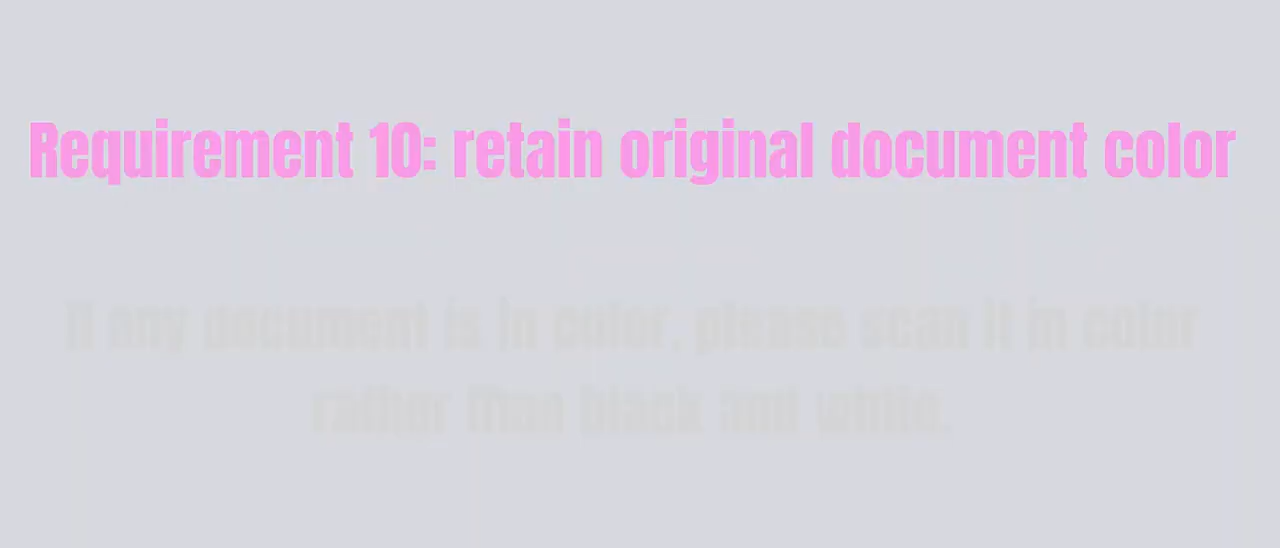 Requirement 10: retain original document color
If any document is in color, please scan it in color
rather than black and white.